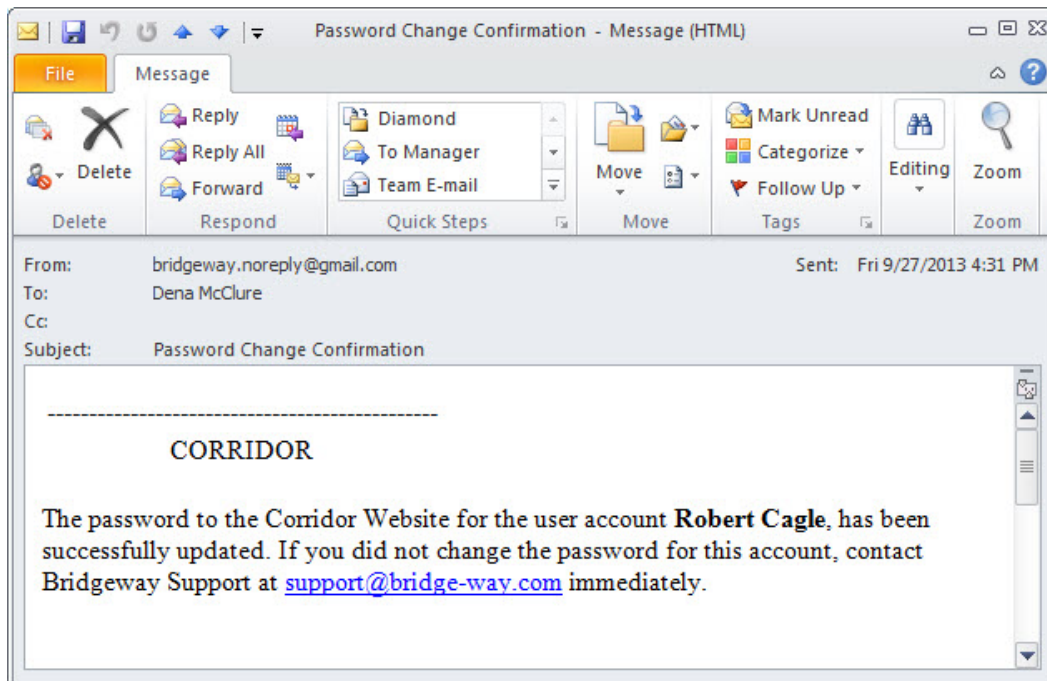 Password Change Confirmation - Message (HTML)
File Message
Delete
Reply
Reply All
Forward
Diamond
To Manager
Team E-mail
Move
Mark Unread
Categorize
Follow Up
Editing
Zoom
Delete Respond Quick Steps Move Tags Zoom
From: bridgeway.noreply@gmail.com Sent: Fri 9/27/2013 4:31 PM
To: Dena McClure
Cc:
Subject: Password Change Confirmation
-----------------------------------------------
CORRIDOR
The password to the Corridor Website for the user account Robert Cagle, has been
successfully updated. If you did not change the password for this account, contact
Bridgeway Support at support@bridge-way.com immediately.